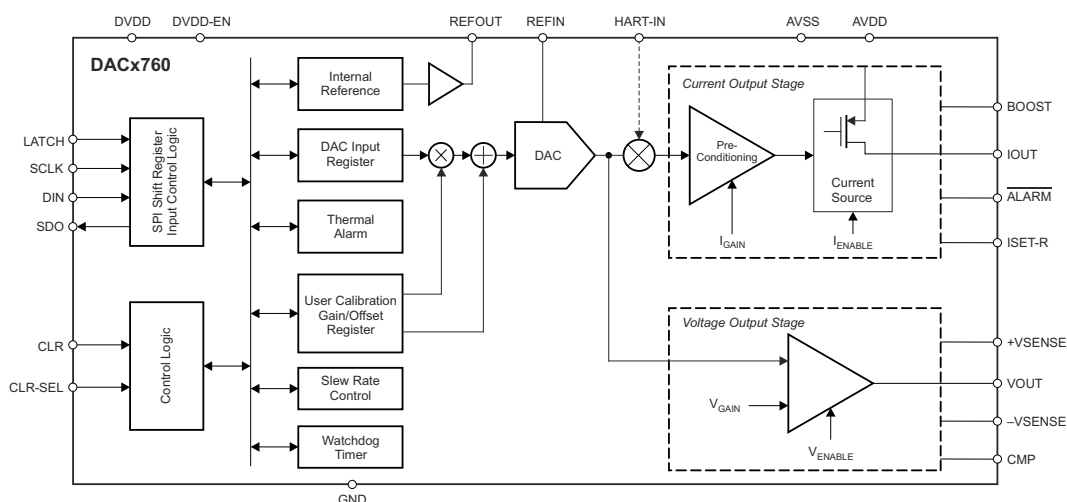 DVDD
DVDD-EN
REFOUT
REFIN
HART-IN
AVSS
AVDD
DACx760
LATCH
SCLK
DIN
SDO
SPI Shift Register
Input Control Logic
CLR
CLR-SEL
Control Logic
Internal
Reference
DAC Input
Register
Thermal
Alarm
User Calibration
Gain/Offset
Register
Slew Rate
Control
Watchdog
Timer
DAC
Current Output Stage
Pre-
Conditioning
Current
Source
IGAIN
IENABLE
Voltage Output Stage
VGAIN
VENABLE
BOOST
IOUT
ALARM
ISET-R
+VSENSE
VOUT
–VSENSE
CMP
GND